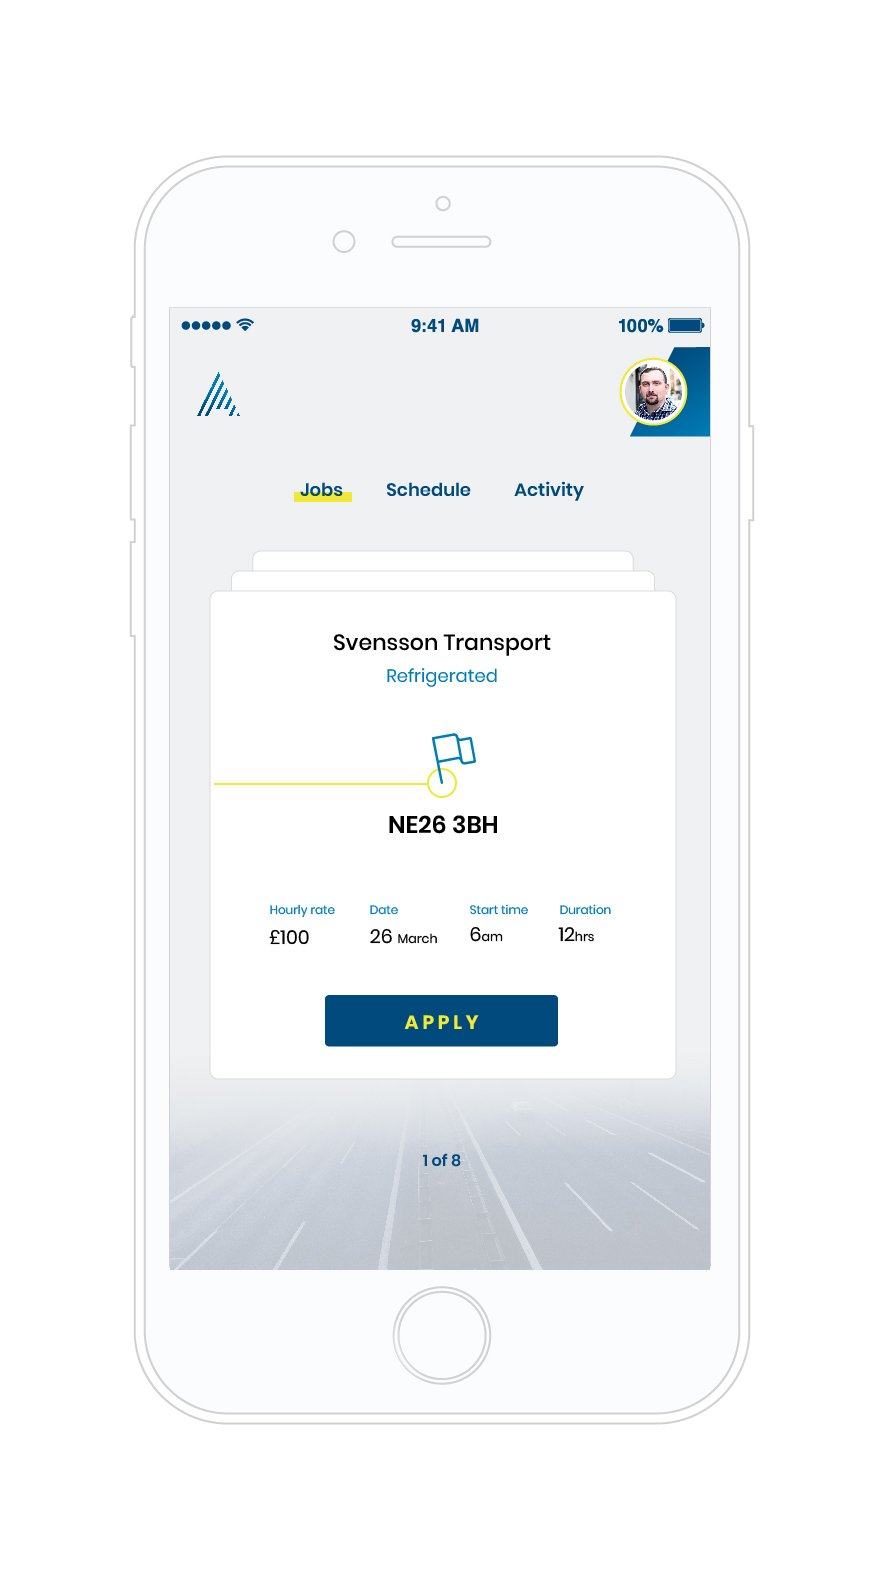 9:41 AM 100%
Jobs Schedule Activity
Svensson Transport
Refrigerated
NE26 3BH
Hourly rate Date Start time Duration
£100 26 March 6am 12hrs
APPLY
1 of 8